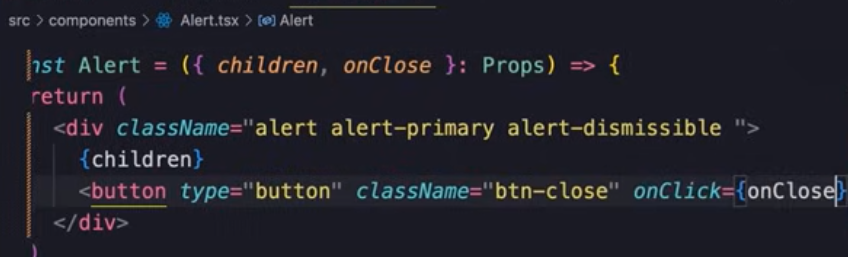 src > components > Alert.tsx > Alert
nst Alert = ({ children, onClose }: Props) => {
return (
<div className="alert alert-primary alert-dismissible ">
{children}
<button type="button" className="btn-close" onClick={onClose}
</div>
)